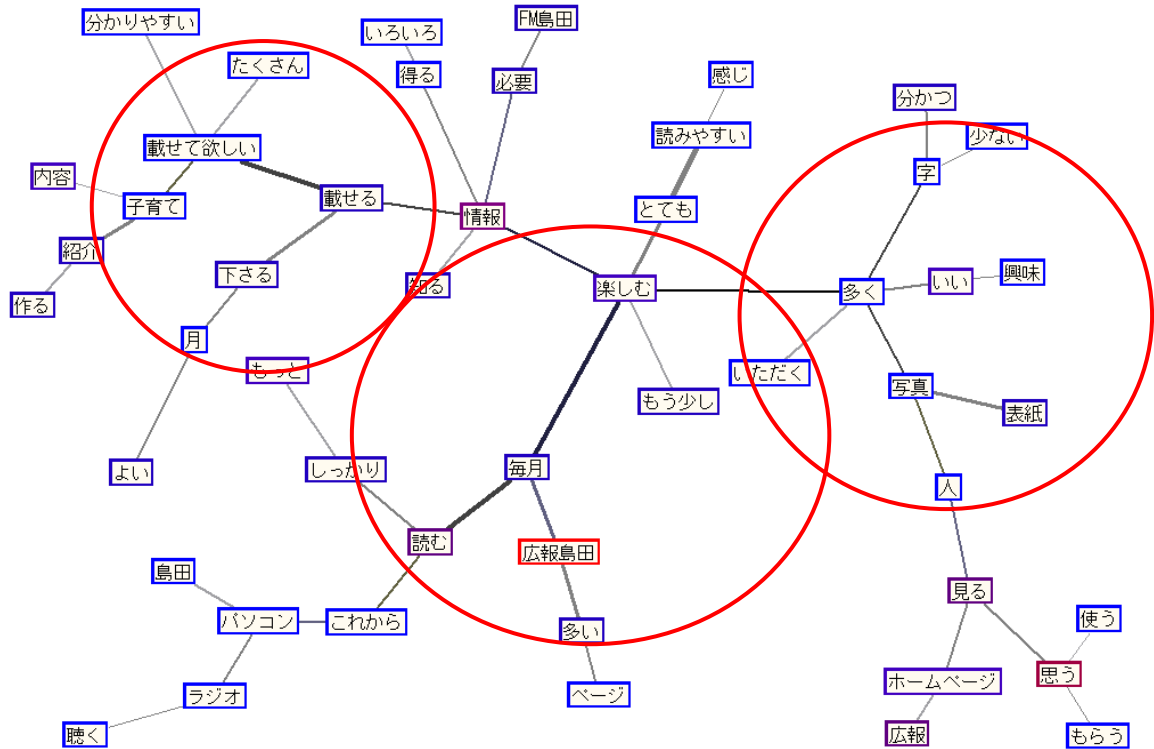 分かりやすい
いろいろ
FM島田
たくさん
得る
必要
感じ
分かつ
載せて欲しい
読みやすい
少ない
字
内容
子育て
載せる
情報
とても
紹介
下さる
知る
楽しむ
多く
いい
興味
作る
月
もっと
いただく
写真
もう少し
表紙
よい
しっかり
毎月
人
読む
広報島田
島田
パソコン
これから
多い
見る
使う
ラジオ
ページ
ホームページ
思う
聴く
広報
もらう